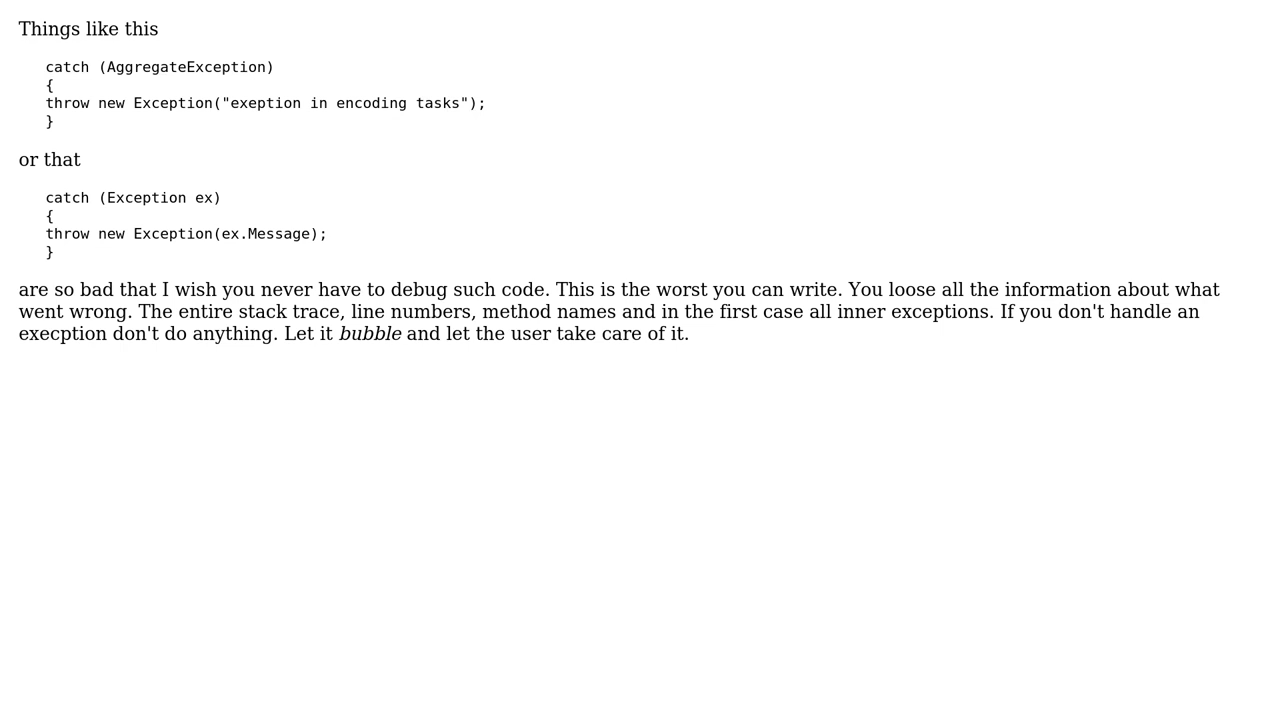 Things like this
catch (AggregateException)
{
throw new Exception("exeption in encoding tasks");
}
or that
catch (Exception ex)
{
throw new Exception(ex.Message);
}
are so bad that I wish you never have to debug such code. This is the worst you can write. You loose all the information about what
went wrong. The entire stack trace, line numbers, method names and in the first case all inner exceptions. If you don't handle an
execption don't do anything. Let it bubble and let the user take care of it.